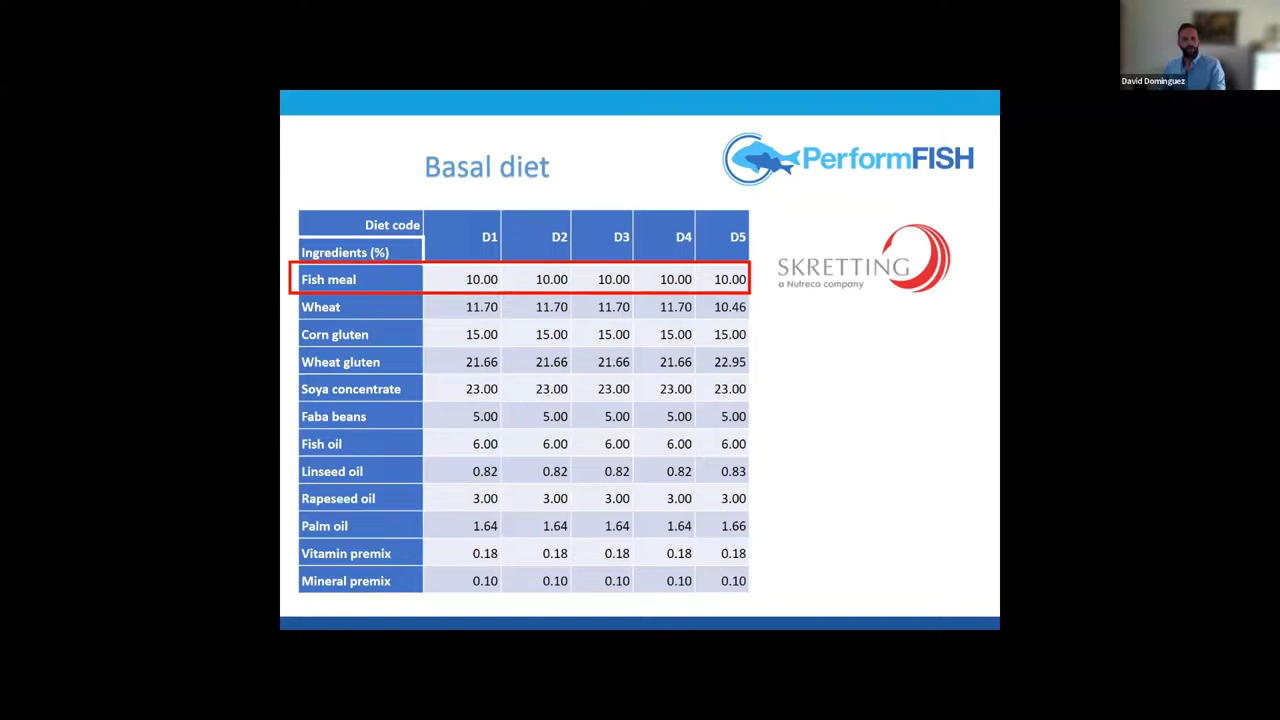 David Dominguez
Basal diet
PerformFISH
SKRETTING
a Nutreco company
Diet code D1 D2 D3 D4 D5
Ingredients (%)
Fish meal 10.00 10.00 10.00 10.00 10.00
Wheat 11.70 11.70 11.70 11.70 10.46
Corn gluten 15.00 15.00 15.00 15.00 15.00
Wheat gluten 21.66 21.66 21.66 21.66 22.95
Soya concentrate 23.00 23.00 23.00 23.00 23.00
Faba beans 5.00 5.00 5.00 5.00 5.00
Fish oil 6.00 6.00 6.00 6.00 6.00
Linseed oil 0.82 0.82 0.82 0.82 0.83
Rapeseed oil 3.00 3.00 3.00 3.00 3.00
Palm oil 1.64 1.64 1.64 1.64 1.66
Vitamin premix 0.18 0.18 0.18 0.18 0.18
Mineral premix 0.10 0.10 0.10 0.10 0.10